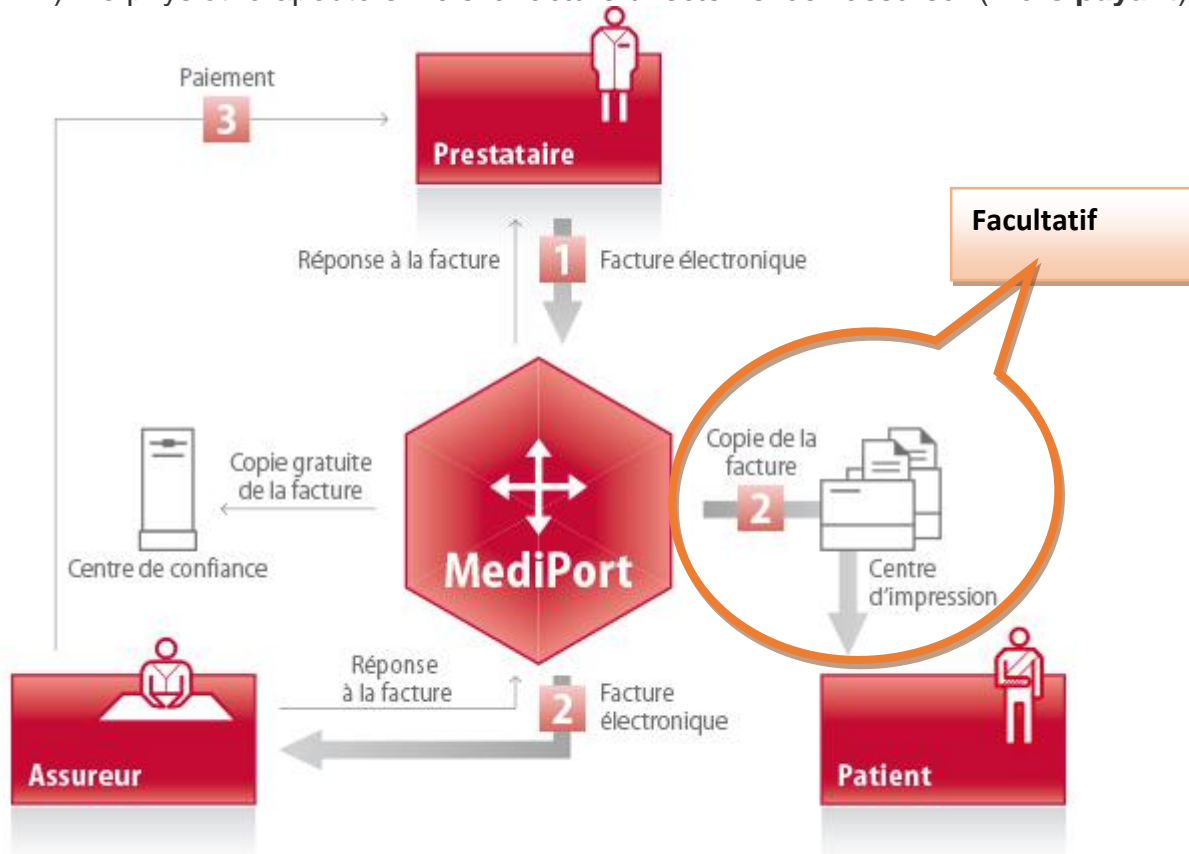 Paiement
3
Prestataire
Facultatif
Réponse à la facture
1
Facture électronique
Copie gratuite
de la facture
Centre de confiance
MediPort
Copie de la
facture
2
Centre
d'impression
Réponse
à la facture
2
Facture
électronique
Assureur
Patient